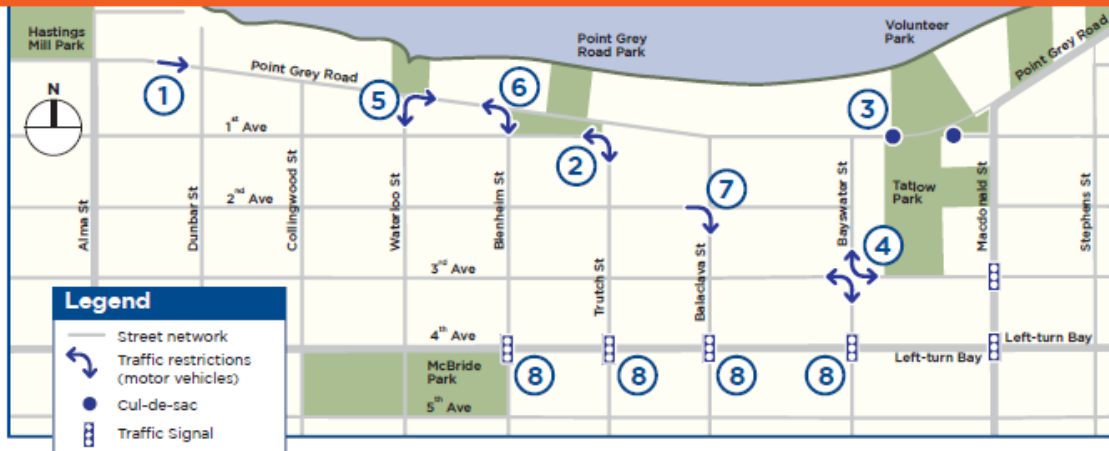 Hastings
Mill Park
Volunteer
Park
Point Grey
Road Park
Point Grey Road
N
1
Point Grey Road
5
6
3
1st Ave
2
2nd Ave
7
Tatlow
Park
Alma St
Dunbar St
Collingwood St
Waterloo St
Blenheim St
Trutch St
Balaclava St
Bayswater St
Macdonald St
Stephens St
4
3rd Ave
Legend
Street network
Traffic restrictions
(motor vehicles)
Cul-de-sac
Traffic Signal
4th Ave
Left-turn Bay
Left-turn Bay
McBride
Park
8
8
8
8
5th Ave